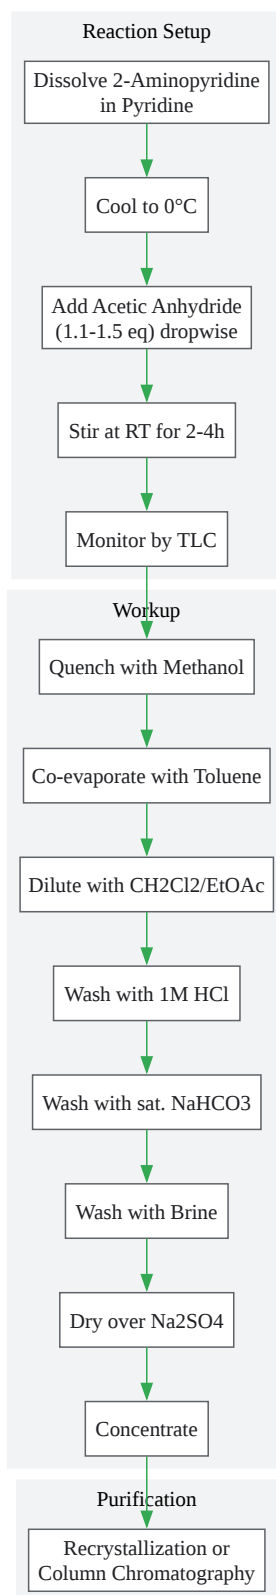 Reaction Setup
Dissolve 2-Aminopyridine
in Pyridine
Cool to 0°C
Add Acetic Anhydride
(1.1-1.5 eq) dropwise
Stir at RT for 2-4h
Monitor by TLC
Workup
Quench with Methanol
Co-evaporate with Toluene
Dilute with CH2Cl2/EtOAc
Wash with 1M HCl
Wash with sat. NaHCO3
Wash with Brine
Dry over Na2SO4
Concentrate
Purification
Recrystallization or
Column Chromatography